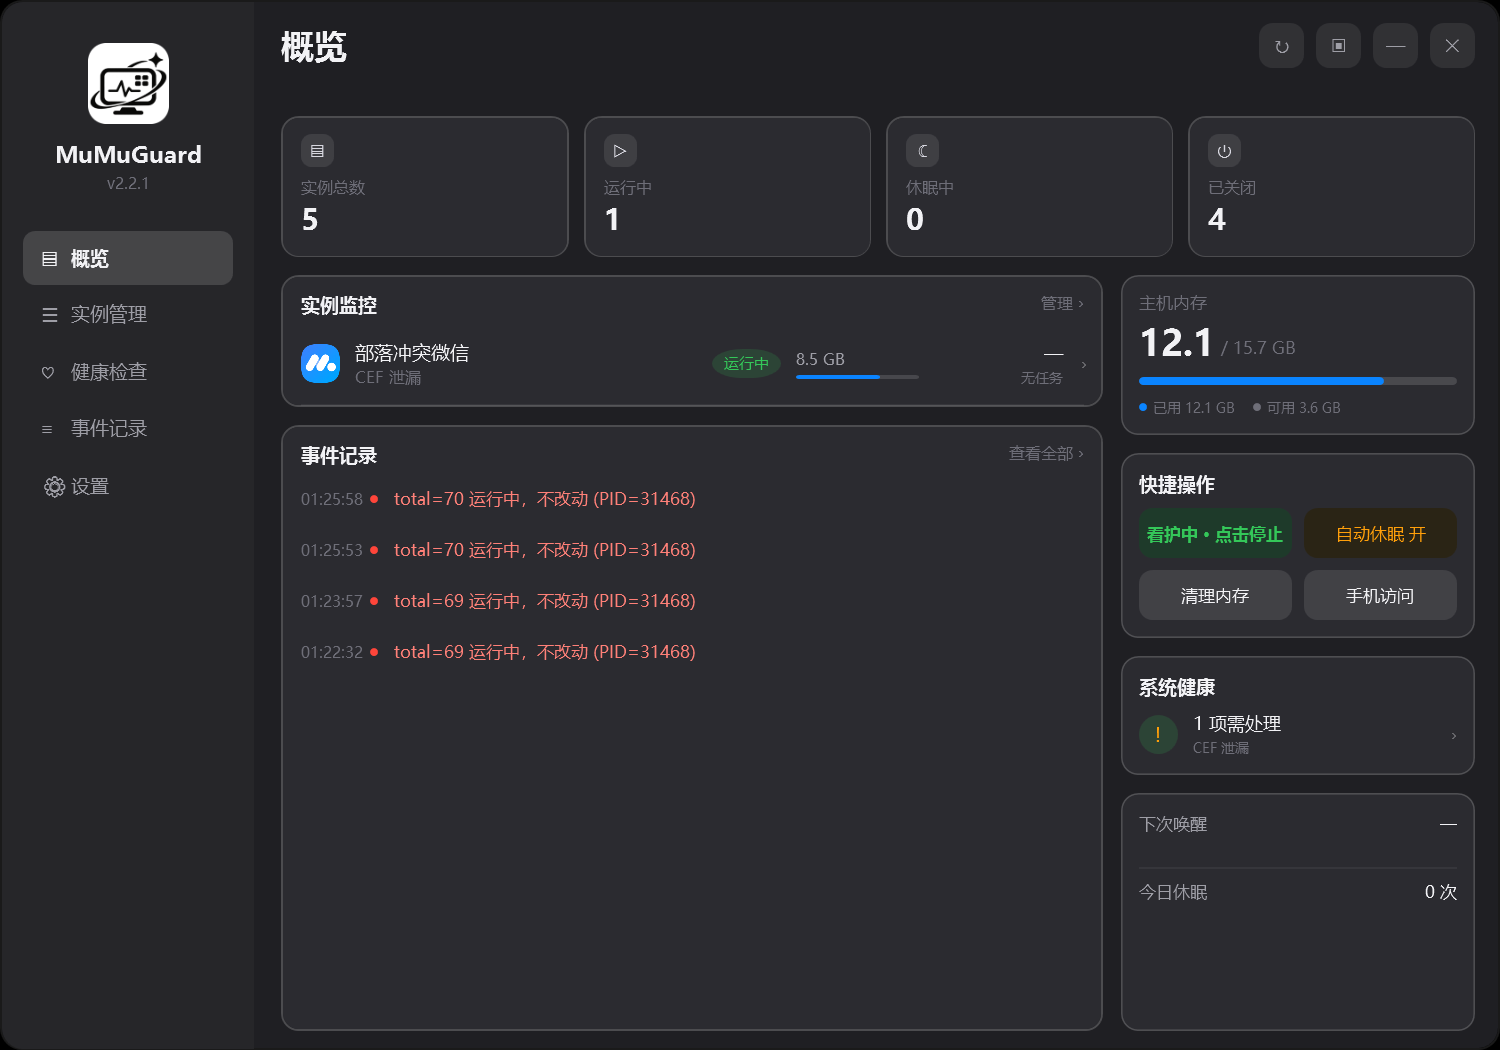 MuMuGuard
v2.2.1
概览
实例管理
健康检查
事件记录
设置
概览
实例总数
5
运行中
1
休眠中
0
已关闭
4
实例监控
管理 ›
部落冲突微信
CEF 泄漏
运行中
8.5 GB
—
无任务
事件记录
查看全部 ›
01:25:58 ● total=70 运行中，不改动 (PID=31468)
01:25:53 ● total=70 运行中，不改动 (PID=31468)
01:23:57 ● total=69 运行中，不改动 (PID=31468)
01:22:32 ● total=69 运行中，不改动 (PID=31468)
主机内存
12.1 / 15.7 GB
● 已用 12.1 GB ● 可用 3.6 GB
快捷操作
看护中 • 点击停止
自动休眠 开
清理内存
手机访问
系统健康
! 1 项需处理
CEF 泄漏
下次唤醒 —
今日休眠 0 次